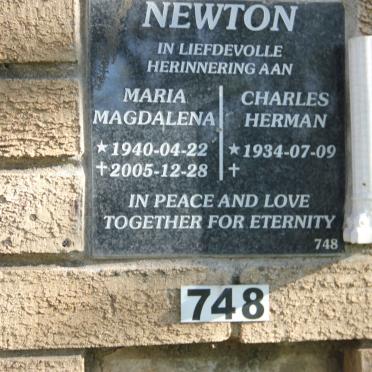 NEWTON
IN LIEFDEVOLLE
HERINNERING AAN
MARIA
MAGDALENA
★1940-04-22
✝2005-12-28
CHARLES
HERMAN
★1934-07-09
✝
IN PEACE AND LOVE
TOGETHER FOR ETERNITY
748
748